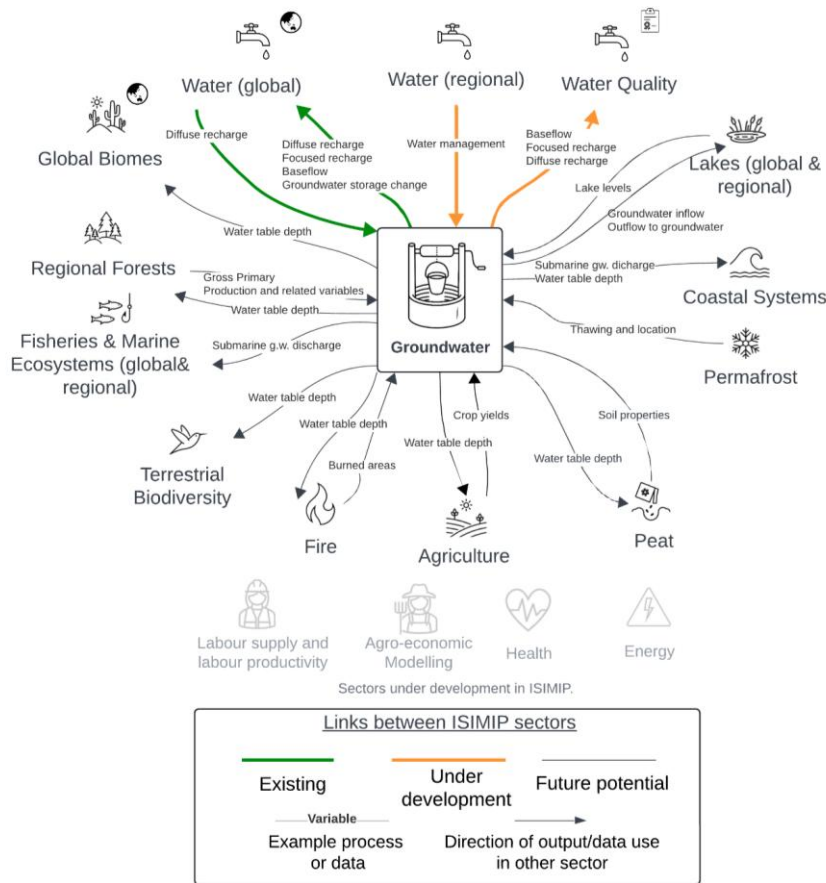 Water (global)
Water (regional)
Water Quality
Global Biomes
Diffuse recharge
Diffuse recharge
Focused recharge
Baseflow
Groundwater storage change
Water management
Baseflow
Focused recharge
Diffuse recharge
Lakes (global &
regional)
Lake levels
Groundwater inflow
Outflow to groundwater
Water table depth
Regional Forests
Gross Primary
Production and related variables
Water table depth
Submarine gw. dicharge
Water table depth
Coastal Systems
Fisheries & Marine
Ecosystems (global&
regional)
Submarine g.w. discharge
Groundwater
Thawing and location
Permafrost
Water table depth
Terrestrial
Biodiversity
Water table depth
Burned areas
Fire
Crop yields
Water table depth
Agriculture
Soil properties
Water table depth
Peat
Labour supply and
labour productivity
Agro-economic
Modelling
Health
Energy
Sectors under development in ISIMIP.
Links between ISIMIP sectors
Existing
Under
development
Future potential
Variable
Example process
or data
Direction of output/data use
in other sector